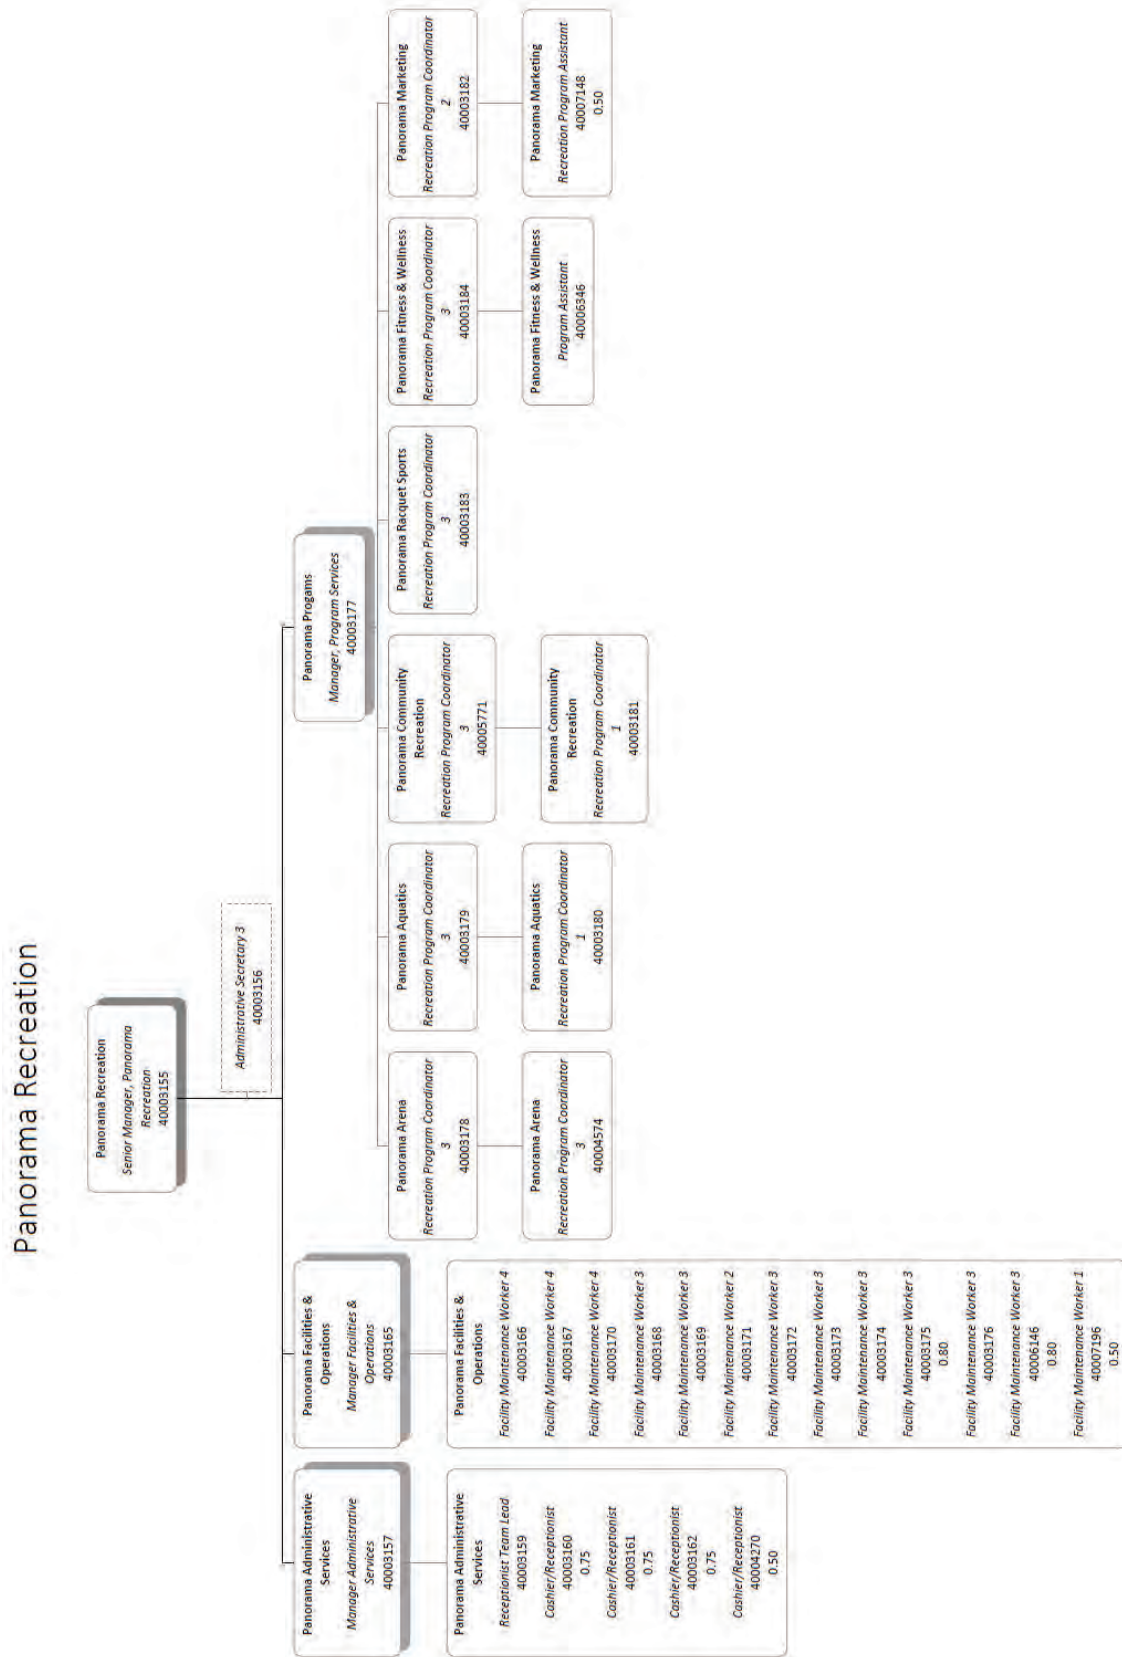 Panorama Recreation
Panorama Recreation
Senior Manager, Panorama
Recreation
40003155
Administrative Secretary 3
40003156
Panorama Administrative
Services
Manager Administrative
Services
40003157
Panorama Facilities &
Operations
Manager Facilities &
Operations
40003165
Panorama Progams
Manager, Program Services
40003177
Panorama Administrative
Services
Receptionist Team Lead
40003159
Cashier/Receptionist
40003160
0.75
Cashier/Receptionist
40003161
0.75
Cashier/Receptionist
40003162
0.75
Cashier/Receptionist
40004270
0.50
Panorama Facilities &
Operations
Facility Maintenance Worker 4
40003166
Facility Maintenance Worker 4
40003167
Facility Maintenance Worker 4
40003170
Facility Maintenance Worker 3
40003168
Facility Maintenance Worker 3
40003169
Facility Maintenance Worker 2
40003171
Facility Maintenance Worker 3
40003172
Facility Maintenance Worker 3
40003173
Facility Maintenance Worker 3
40003174
Facility Maintenance Worker 3
40003175
0.80
Facility Maintenance Worker 3
40003176
Facility Maintenance Worker 3
40006146
0.80
Facility Maintenance Worker 1
40007196
0.50
Panorama Arena
Recreation Program Coordinator
3
40003178
Panorama Aquatics
Recreation Program Coordinator
3
40003179
Panorama Community
Recreation
Recreation Program Coordinator
3
40005771
Panorama Racquet Sports
Recreation Program Coordinator
3
40003183
Panorama Fitness & Wellness
Recreation Program Coordinator
3
40003184
Panorama Marketing
Recreation Program Coordinator
2
40003182
Panorama Arena
Recreation Program Coordinator
3
40004574
Panorama Aquatics
Recreation Program Coordinator
1
40003180
Panorama Community
Recreation
Recreation Program Coordinator
1
40003181
Panorama Fitness & Wellness
Program Assistant
40006346
Panorama Marketing
Recreation Program Assistant
40007148
0.50